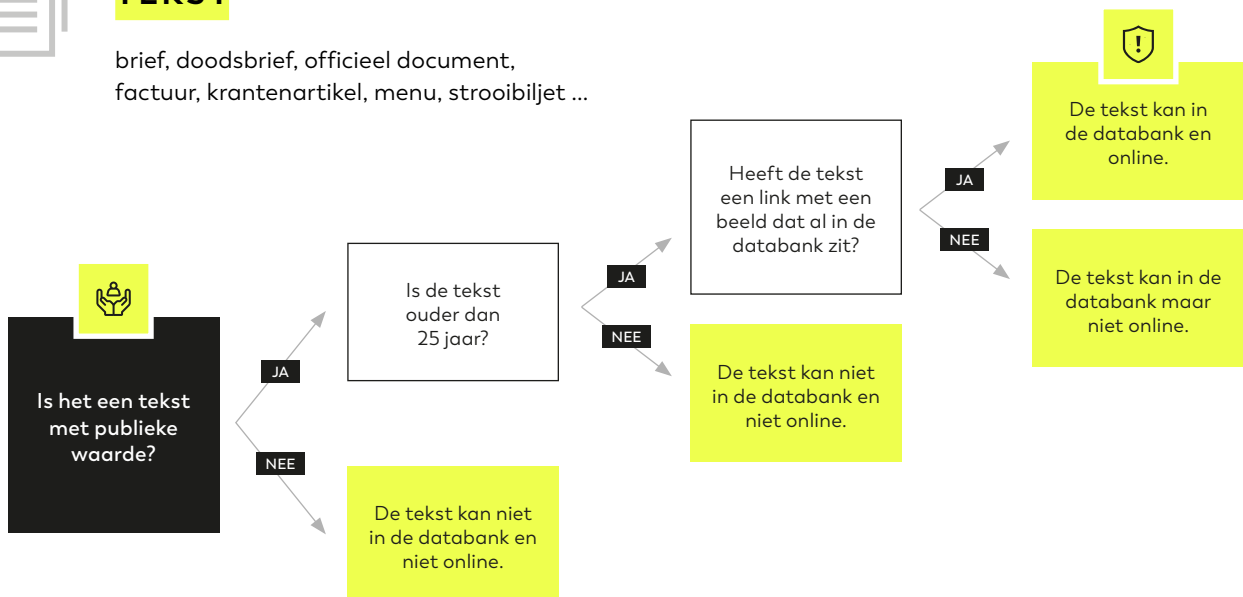 TEKST
brief, doodsbrief, officieel document,
factuur, krantenartikel, menu, strooibiljet ...
Is het een tekst
met publieke
waarde?
JA
NEE
Is de tekst
ouder dan
25 jaar?
De tekst kan niet
in de databank en
niet online.
JA
NEE
Heeft de tekst
een link met een
beeld dat al in de
databank zit?
De tekst kan niet
in de databank en
niet online.
JA
NEE
De tekst kan in
de databank en
online.
De tekst kan in de
databank maar
niet online.